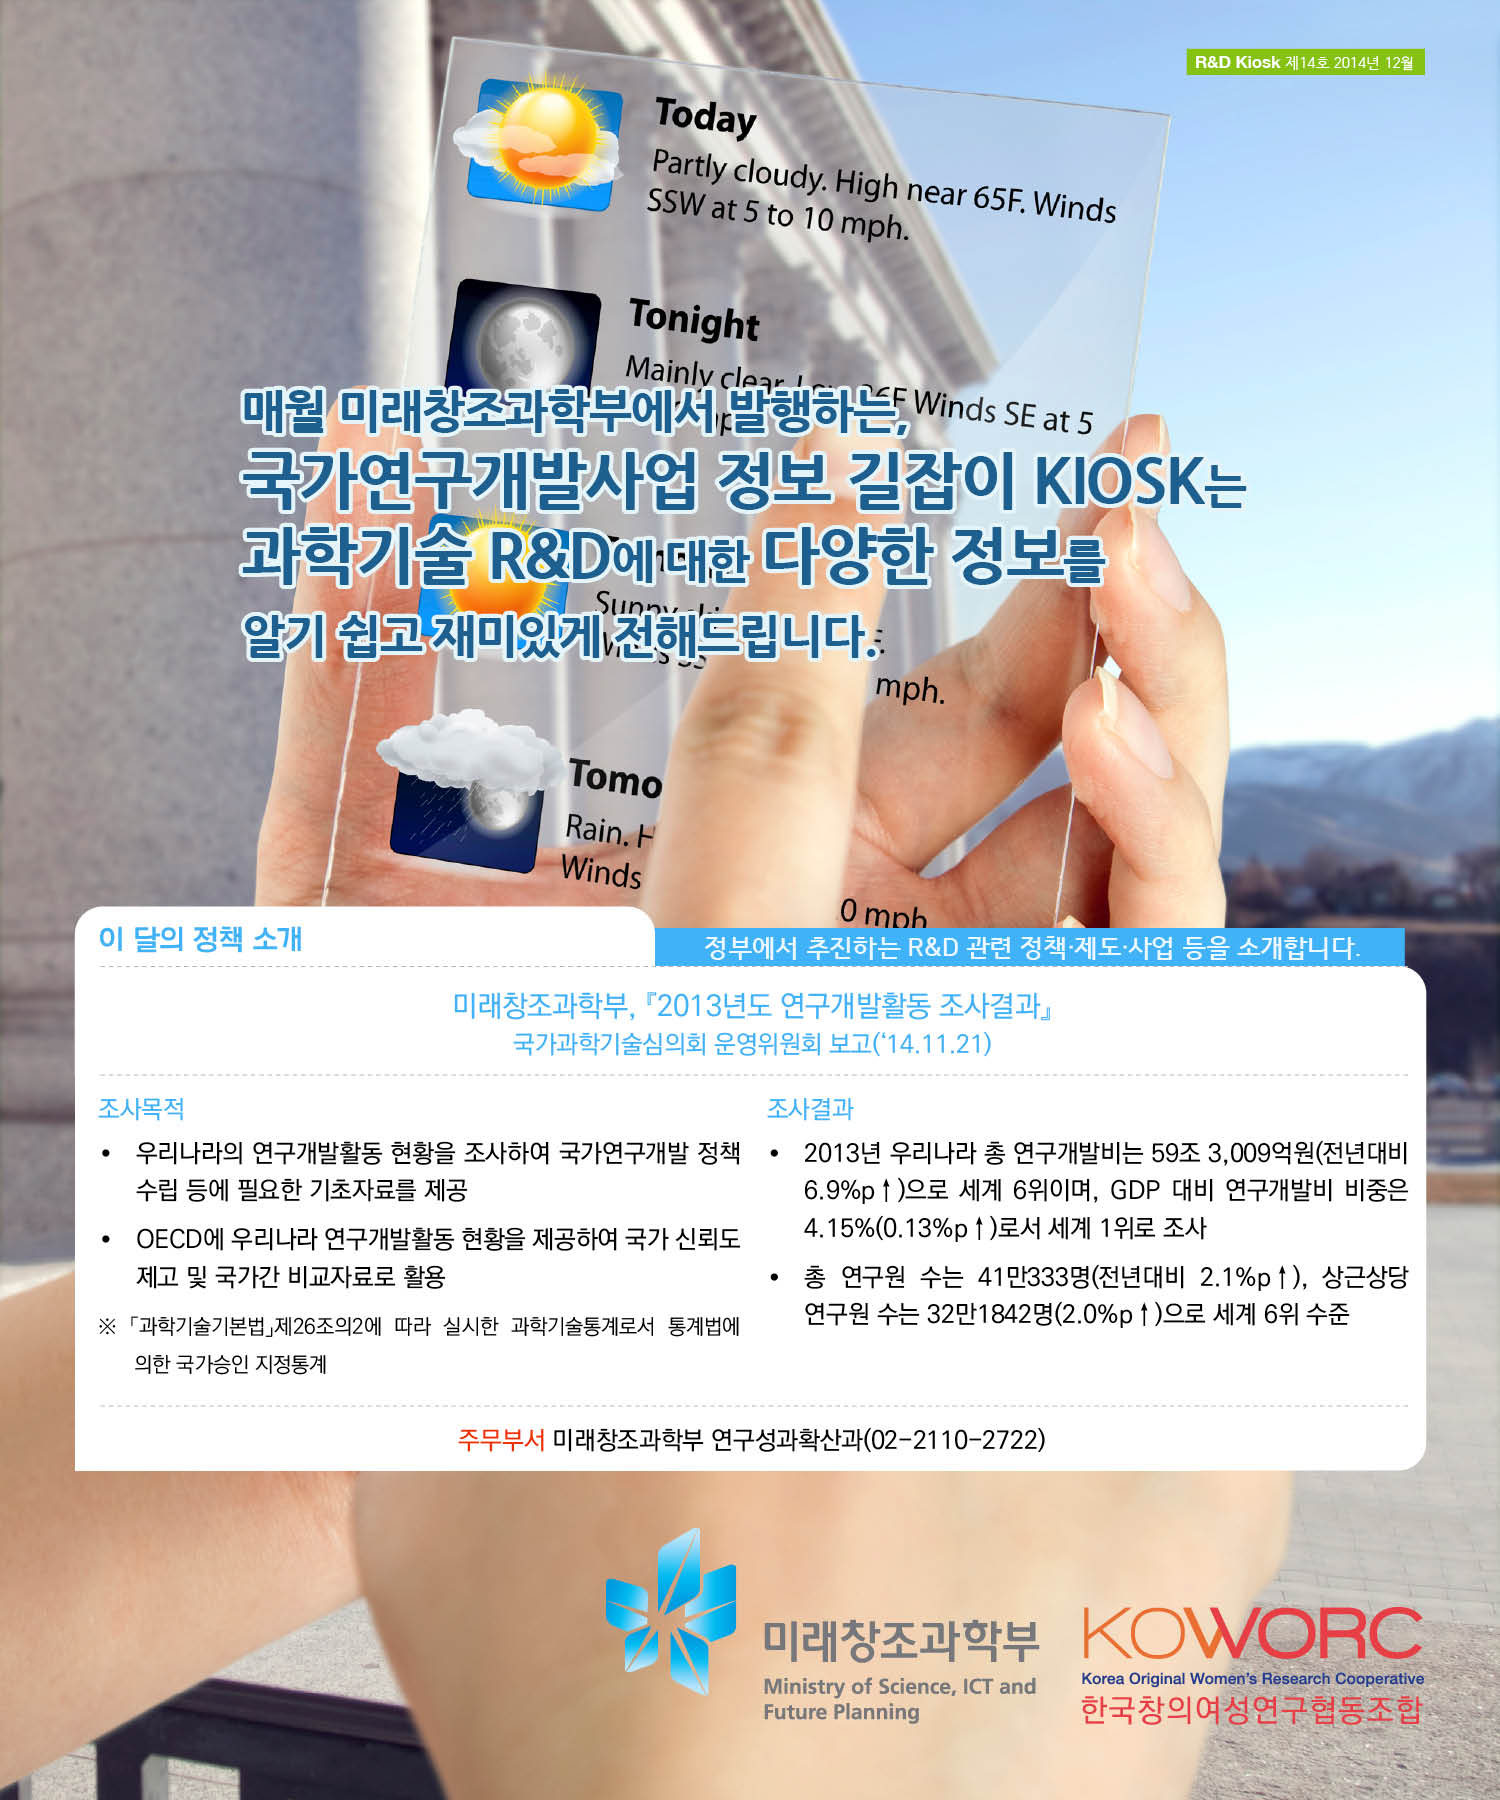 R&D Kiosk 제14호 2014년 12월
Today
Partly cloudy. High near 65F. Winds
SSW at 5 to 10 mph.
Tonight
Mainly clear. Winds SE at 5
매월 미래창조과학부에서 발행하는,
국가연구개발사업 정보 길잡이 KIOSK는
과학기술 R&D에 대한 다양한 정보를
알기 쉽고 재미있게 전해드립니다.
Sunny
mph.
Tomo
Rain. H
Winds
0 mph
이 달의 정책 소개
정부에서 추진하는 R&D 관련 정책·제도·사업 등을 소개합니다.
미래창조과학부, 『2013년도 연구개발활동 조사결과』
국가과학기술심의회 운영위원회 보고(‘14.11.21)
조사목적
• 우리나라의 연구개발활동 현황을 조사하여 국가연구개발 정책
수립 등에 필요한 기초자료를 제공
• OECD에 우리나라 연구개발활동 현황을 제공하여 국가 신뢰도
제고 및 국가간 비교자료로 활용
※ 「과학기술기본법」제26조의2에 따라 실시한 과학기술통계로서 통계법에
의한 국가승인 지정통계
조사결과
• 2013년 우리나라 총 연구개발비는 59조 3,009억원(전년대비
6.9%p↑)으로 세계 6위이며, GDP 대비 연구개발비 비중은
4.15%(0.13%p↑)로서 세계 1위로 조사
• 총 연구원 수는 41만333명(전년대비 2.1%p↑), 상근상당
연구원 수는 32만1842명(2.0%p↑)으로 세계 6위 수준
주무부서 미래창조과학부 연구성과확산과(02-2110-2722)
미래창조과학부
Ministry of Science, ICT and
Future Planning
KOWORC
Korea Original Women's Research Cooperative
한국창의여성연구협동조합